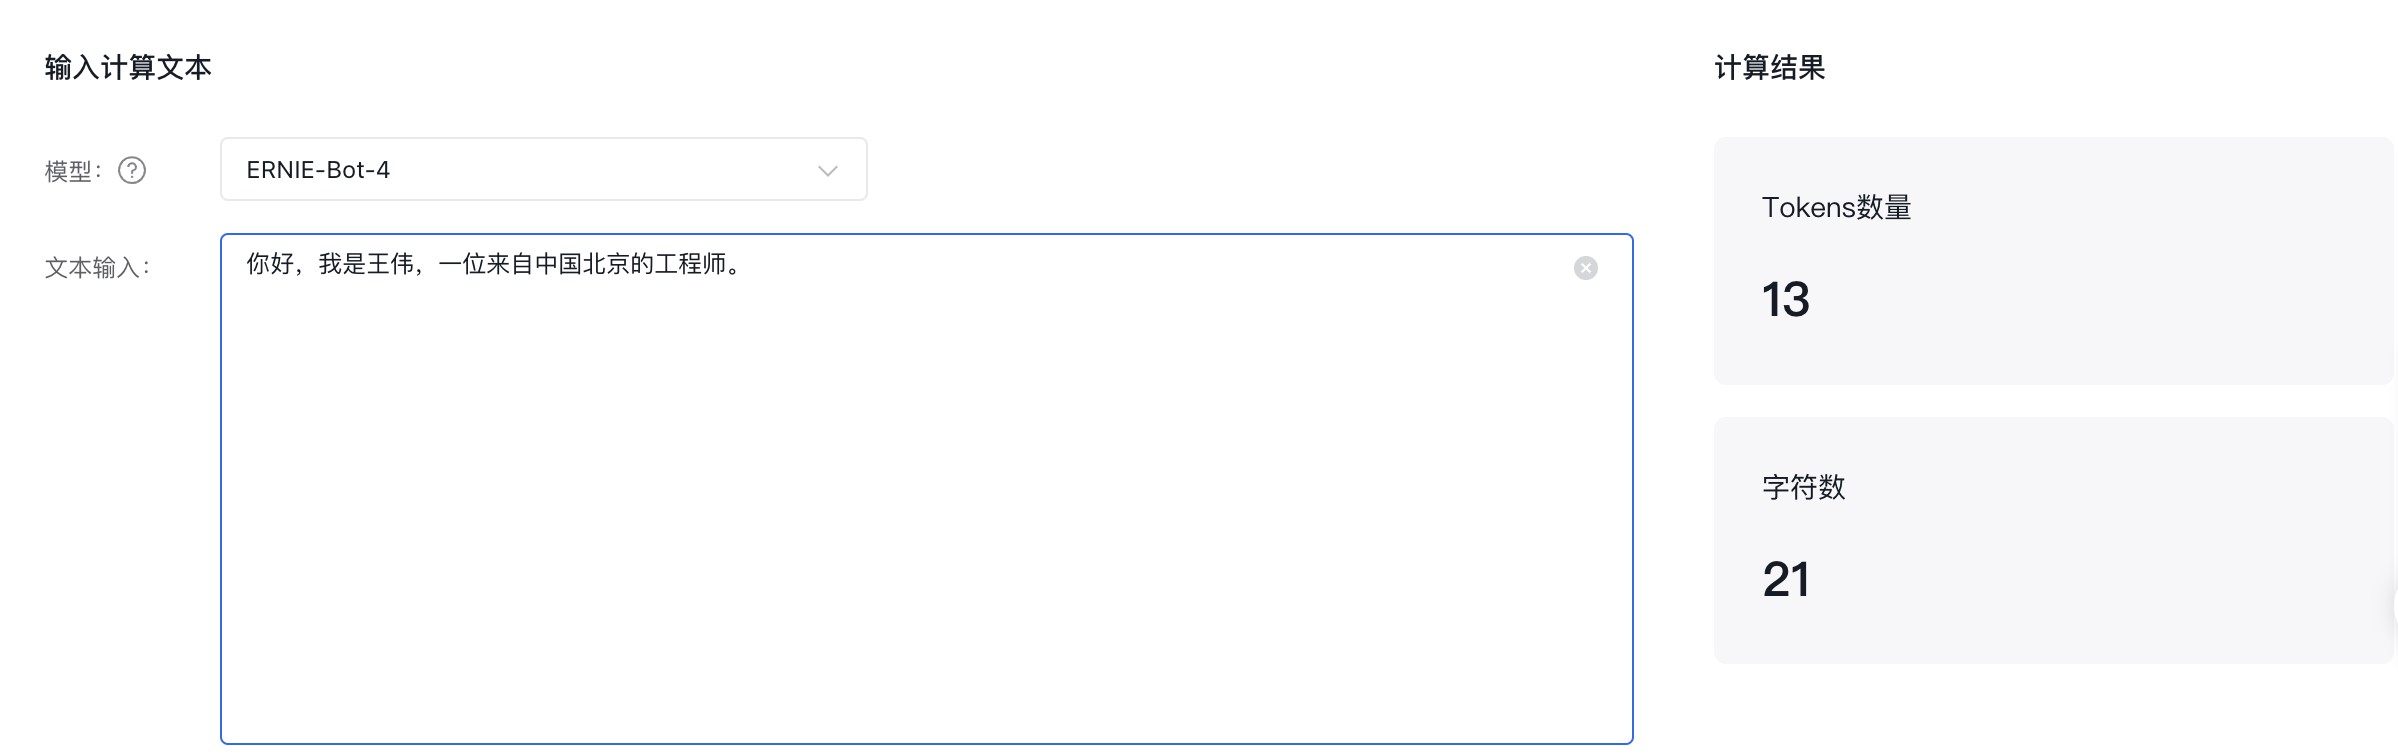 输入计算文本
模型：
ERNIE-Bot-4
文本输入：
你好，我是王伟，一位来自中国北京的工程师。
计算结果
Tokens数量
13
字符数
21